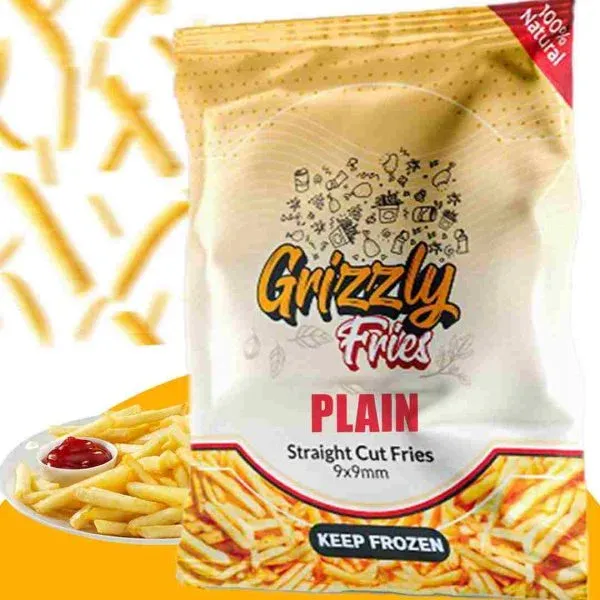 100%
Natural
Grizzly
Fries
PLAIN
Straight Cut Fries
9x9mm
KEEP FROZEN